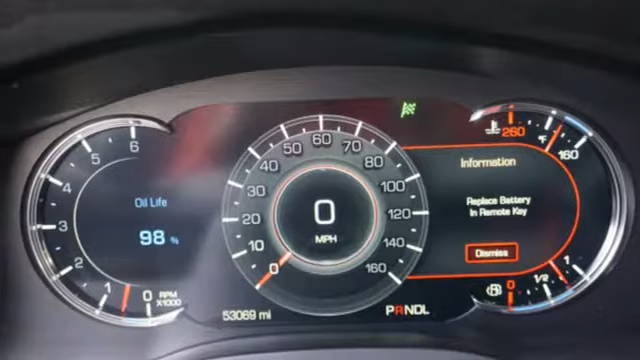 6
5
4
3
2
1
0
RPM
X1000
Oil Life
98 %
60
50
70
40
80
30
100
20
120
10
140
0
160
0
MPH
53069 mi
PRNDL
260
°F
160
Information
Replace Battery
In Remote Key
Dismiss
0
1/2
1